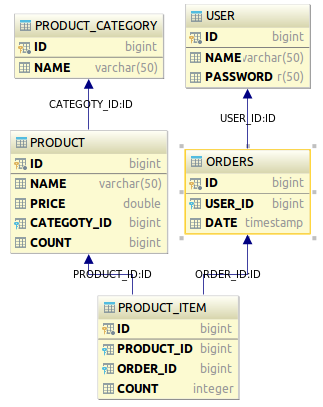 PRODUCT_CATEGORY
ID bigint
NAME varchar(50)
USER
ID bigint
NAME varchar(50)
PASSWORD r(50)
CATEGOTY_ID:ID
USER_ID:ID
PRODUCT
ID bigint
NAME varchar(50)
PRICE double
CATEGOTY_ID bigint
COUNT bigint
ORDERS
ID bigint
USER_ID bigint
DATE timestamp
PRODUCT_ID:ID
ORDER_ID:ID
PRODUCT_ITEM
ID bigint
PRODUCT_ID bigint
ORDER_ID bigint
COUNT integer